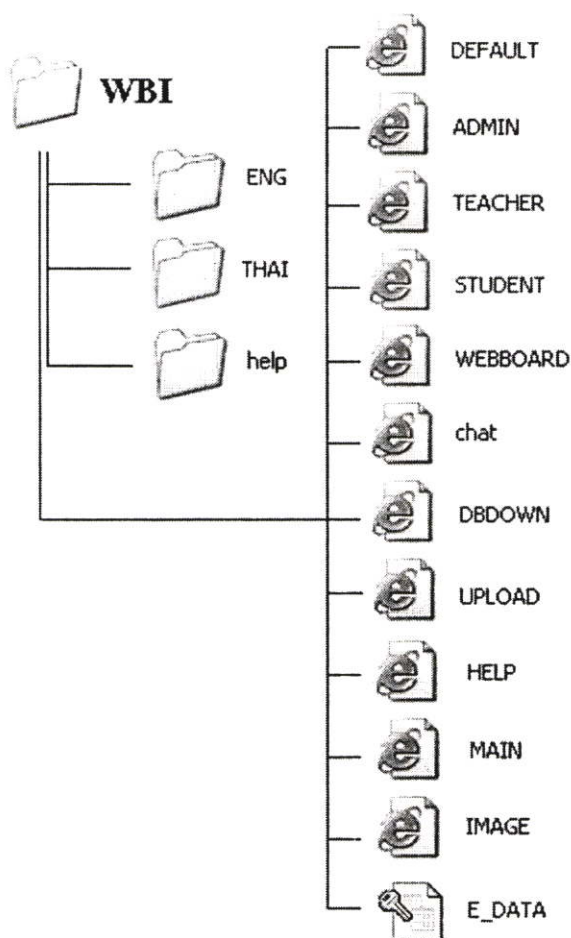 WBI
ENG
THAI
help
DEFAULT
ADMIN
TEACHER
STUDENT
WEBBOARD
chat
DBDOWN
UPLOAD
HELP
MAIN
IMAGE
E_DATA